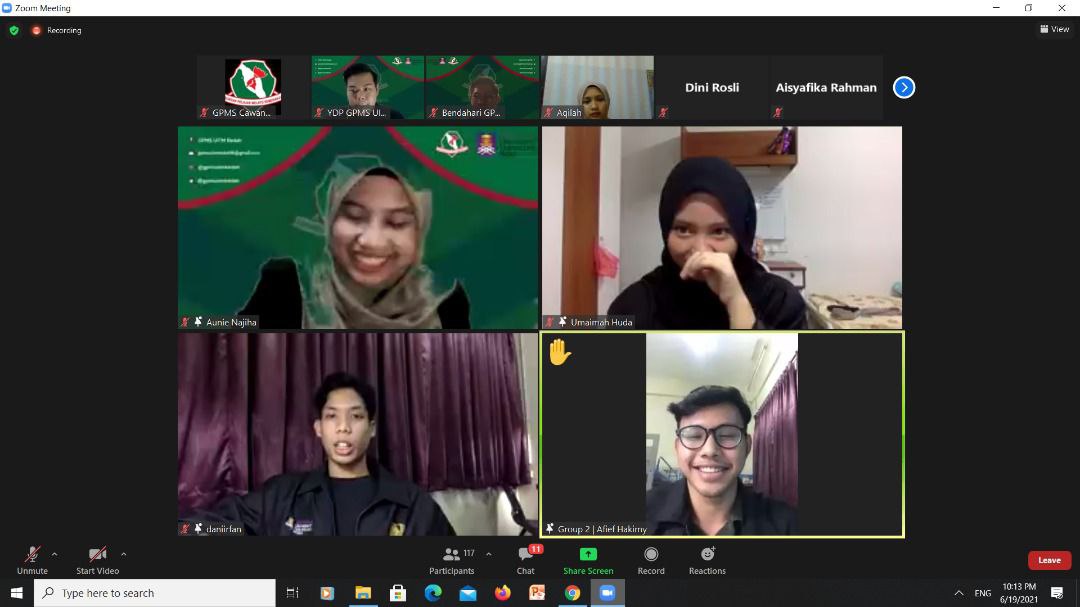 Zoom Meeting
Recording
View
GPMS Cawan...
YDP GPMS UI...
Bendahari GP...
Aqilah
Dini Rosli
Aisyafika Rahman
Aunie Najiha
Umaimah Huda
daniirfan
Group 2 | Afief Hakimy
Unmute
Start Video
117
Participants
11
Chat
Share Screen
Record
Reactions
Leave
Type here to search
ENG
10:13 PM
6/19/2021